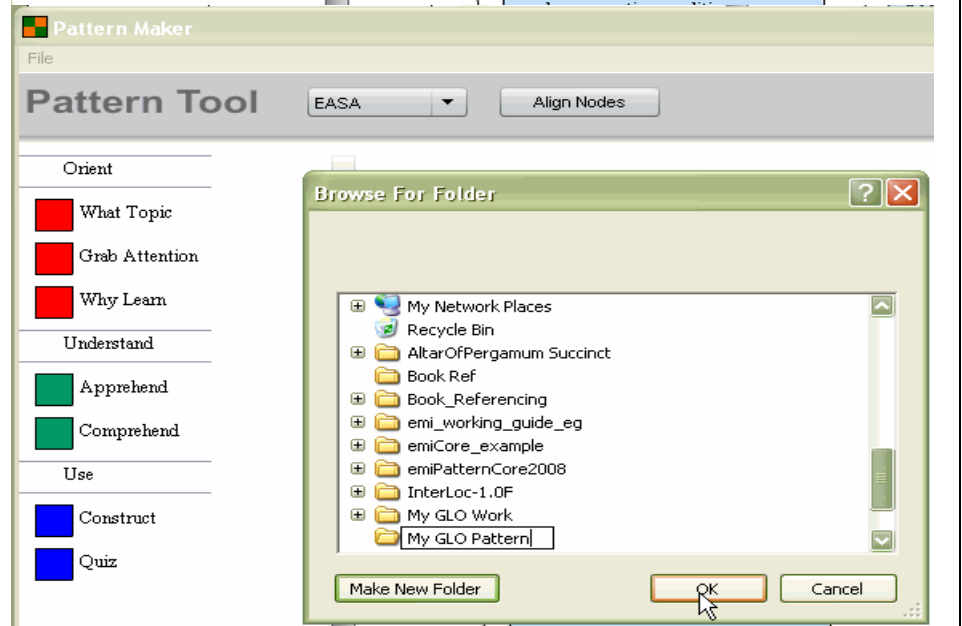 Pattern Maker
File
Pattern Tool
EASA
Align Nodes
Orient
What Topic
Grab Attention
Why Learn
Understand
Apprehend
Comprehend
Use
Construct
Quiz
Browse For Folder
My Network Places
Recycle Bin
AltarOfPergamum Succinct
Book Ref
Book_Referencing
emi_working_guide_eg
emiCore_example
emiPatternCore2008
InterLoc-1.0F
My GLO Work
My GLO Pattern
Make New Folder
OK
Cancel